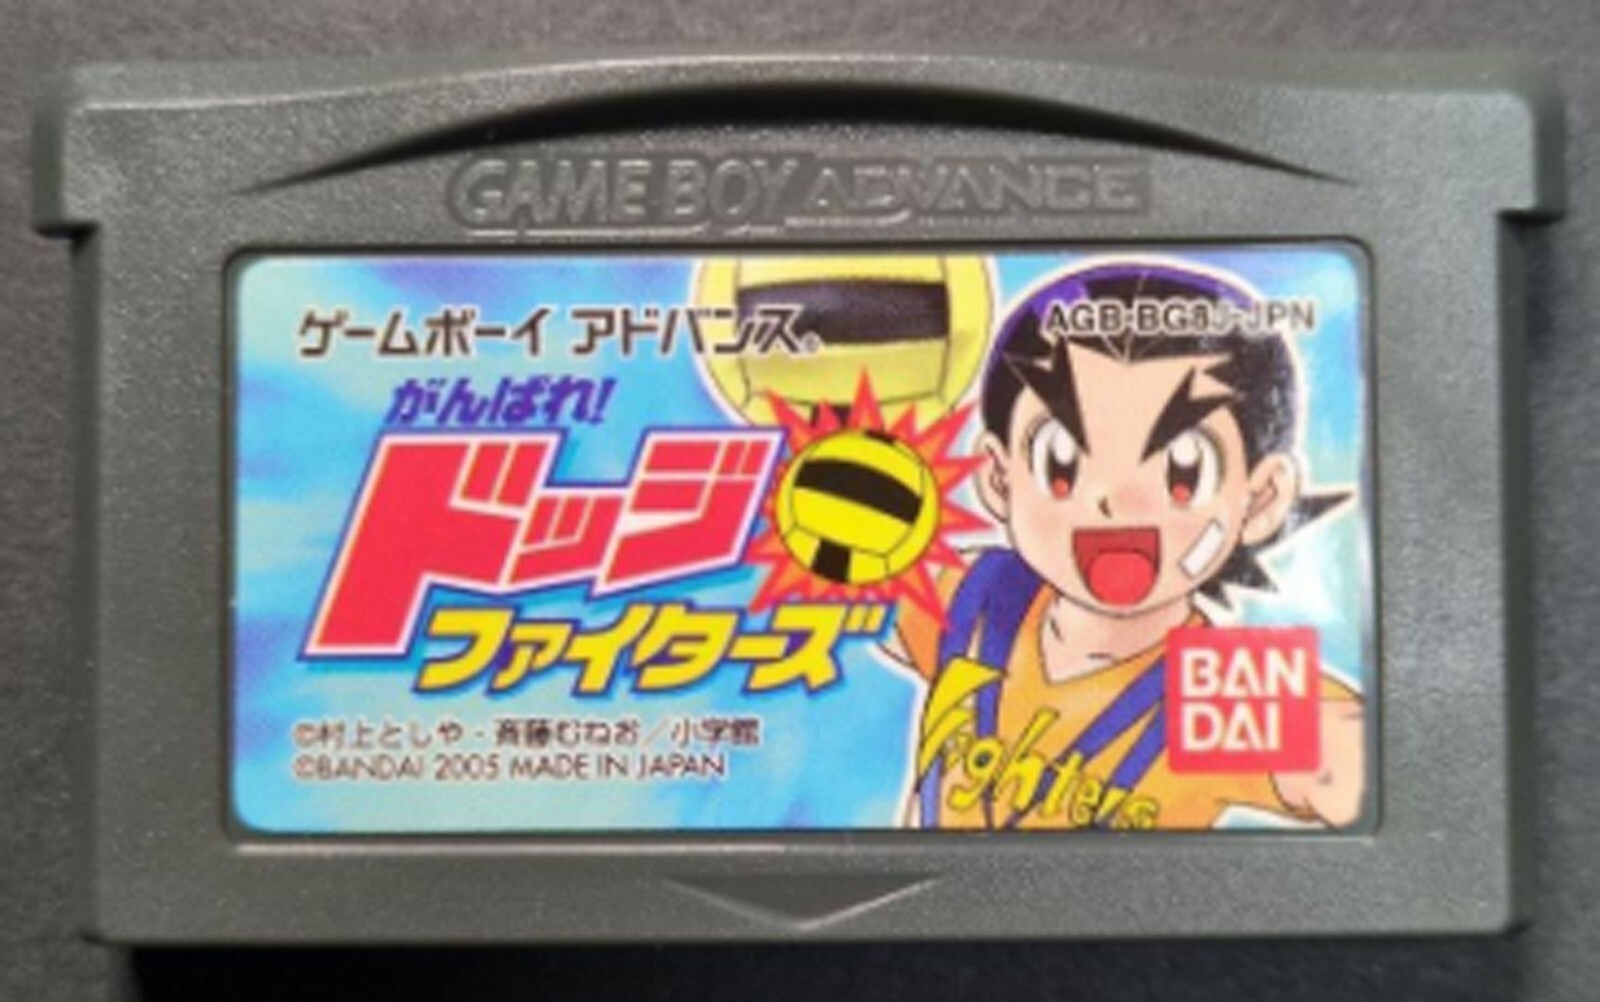 GAME BOY ADVANCE
ゲームボーイ アドバンス®
AGB-BG8J-JPN
がんばれ!
ドッジ
ファイターズ
Fighters
BAN
DAI
©村上としや・斉藤むねお/小学館
©BANDAI 2005 MADE IN JAPAN